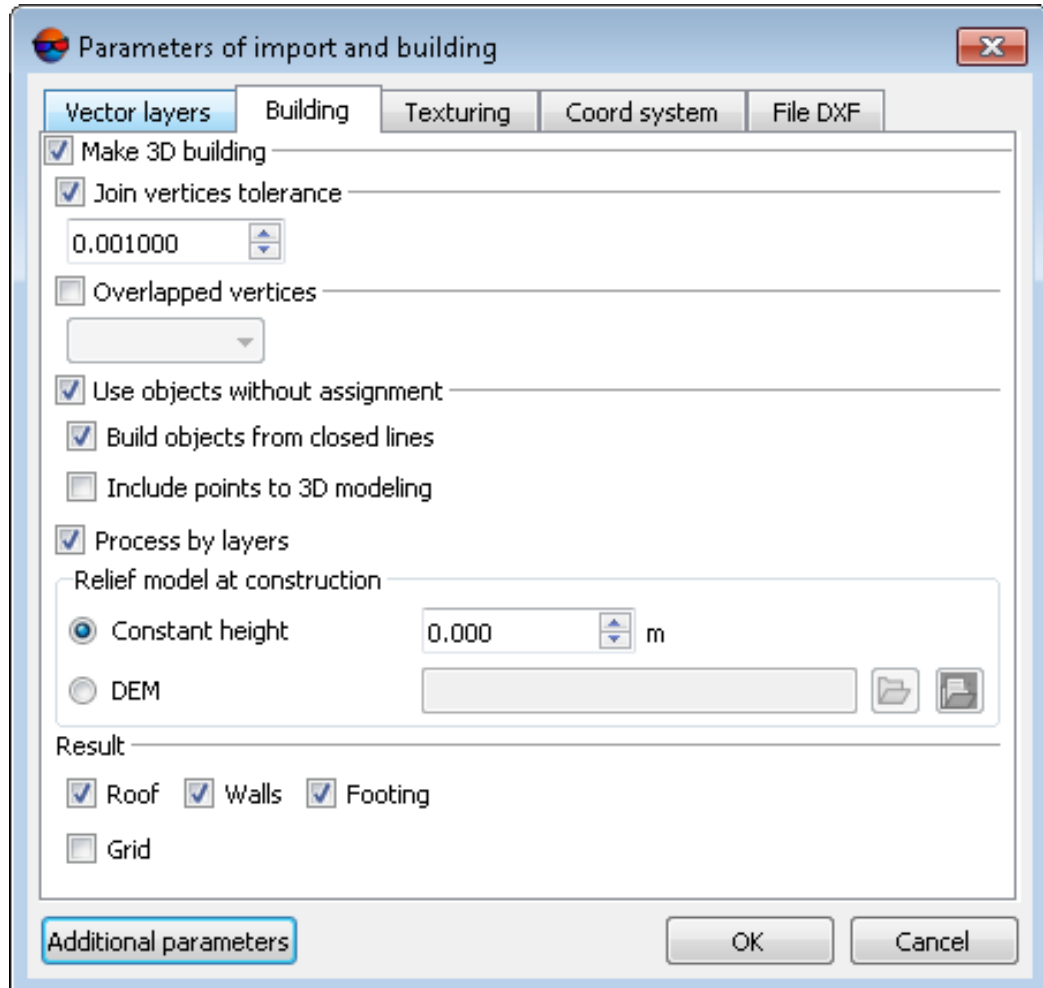 Parameters of import and building
Vector layers Building Texturing Coord system File DXF
Make 3D building
Join vertices tolerance
0.001000
Overlapped vertices
Use objects without assignment
Build objects from closed lines
Include points to 3D modeling
Process by layers
Relief model at construction
Constant height 0.000 m
DEM
Result
Roof Walls Footing
Grid
Additional parameters OK Cancel